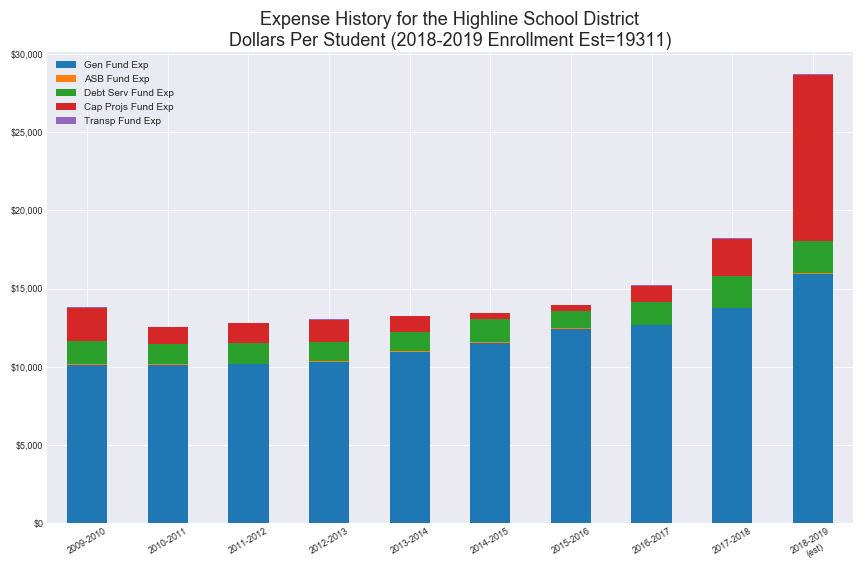 Expense History for the Highline School District
Dollars Per Student (2018-2019 Enrollment Est=19311)
$30,000
$25,000
$20,000
$15,000
$10,000
$5,000
$0
Gen Fund Exp
ASB Fund Exp
Debt Serv Fund Exp
Cap Projs Fund Exp
Transp Fund Exp
2009-2010
2010-2011
2011-2012
2012-2013
2013-2014
2014-2015
2015-2016
2016-2017
2017-2018
2018-2019
(est)